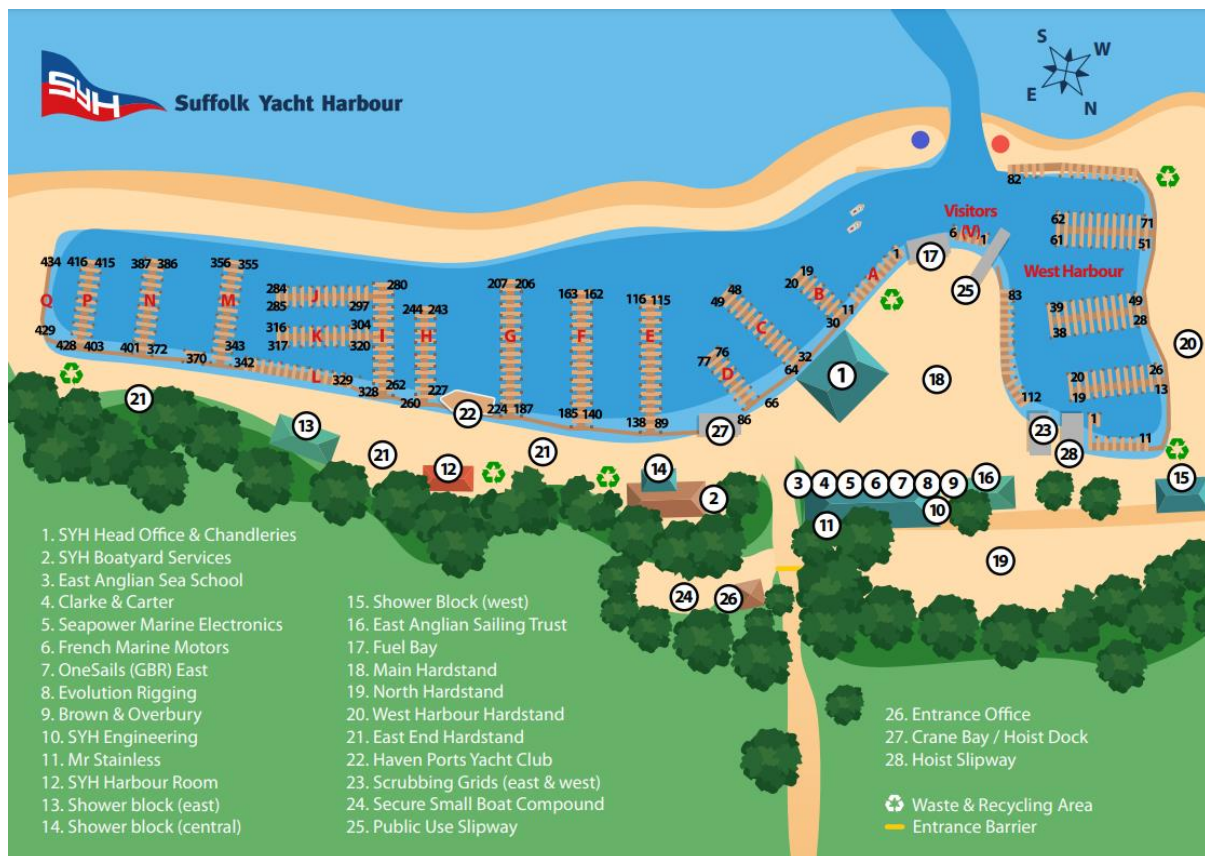 SYH Suffolk Yacht Harbour
S
W
E
N
82
62
71
61
51
Visitors
6 (V) 1
West Harbour
17
25
1
A
19
20
B
11
30
48
49
C
32
64
76
77
D
66
86
83
39
49
38
28
20
20
26
19
13
112
1
11
23
28
15
434
416 415
387 386
356 355
284
285
J
297
280
Q
P
N
M
316
317
K
304
320
I
244 243
H
207 206
G
163 162
F
116 115
E
429
428
403
401
372
370
343
342
L
329
328
262
260
227
22
224
187
185
140
138
89
27
1
18
21
13
21
12
21
14
2
3 4 5 6 7 8 9
16
10
11
19
24
26
1. SYH Head Office & Chandleries
2. SYH Boatyard Services
3. East Anglian Sea School
4. Clarke & Carter
5. Seapower Marine Electronics
6. French Marine Motors
7. OneSails (GBR) East
8. Evolution Rigging
9. Brown & Overbury
10. SYH Engineering
11. Mr Stainless
12. SYH Harbour Room
13. Shower block (east)
14. Shower block (central)
15. Shower Block (west)
16. East Anglian Sailing Trust
17. Fuel Bay
18. Main Hardstand
19. North Hardstand
20. West Harbour Hardstand
21. East End Hardstand
22. Haven Ports Yacht Club
23. Scrubbing Grids (east & west)
24. Secure Small Boat Compound
25. Public Use Slipway
26. Entrance Office
27. Crane Bay / Hoist Dock
28. Hoist Slipway
Waste & Recycling Area
Entrance Barrier